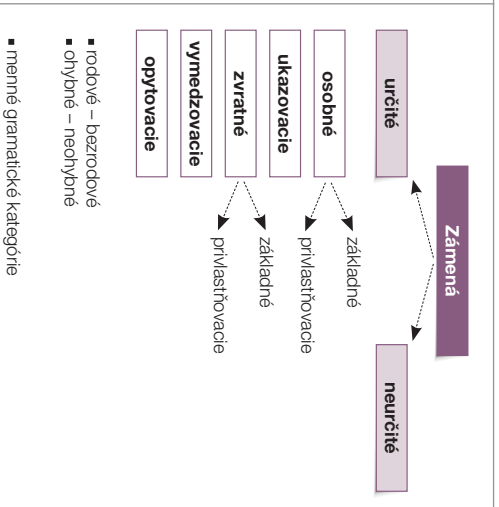 Zámená
určité
neurčité
osobné
základné
privlastňovacie
ukazovacie
zvratné
základné
privlastňovacie
vymedzovacie
opytovacie
▪ rodové – bezrodové
▪ ohybné – neohybné
▪ menné gramatické kategórie